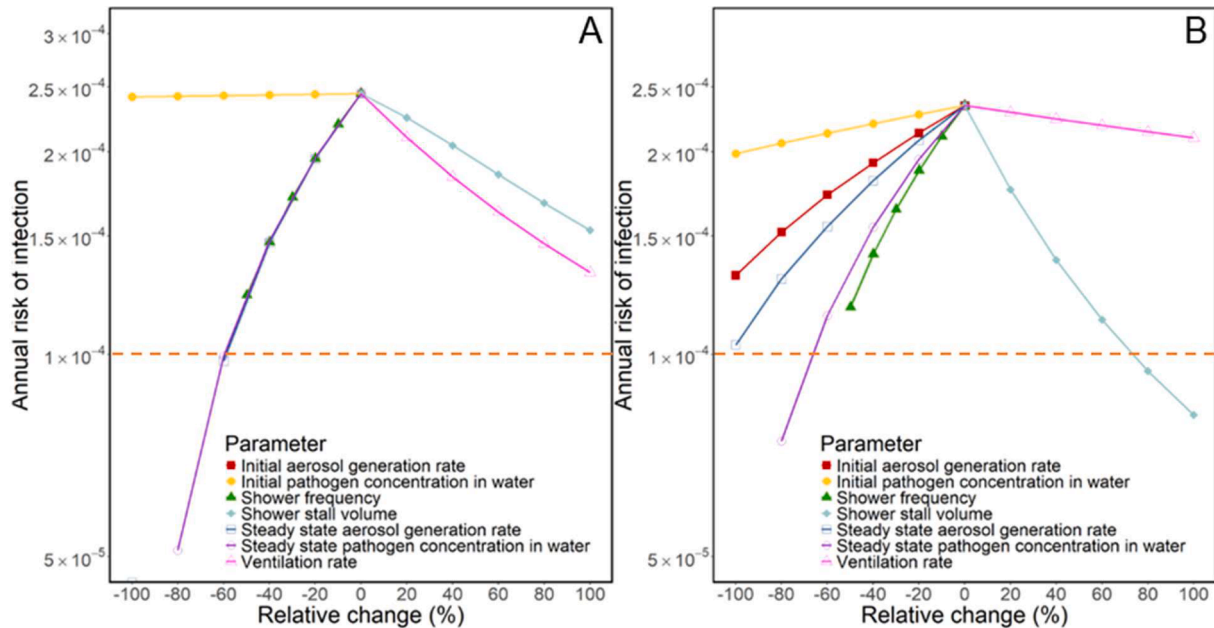 A
Annual risk of infection
3 × 10⁻⁴
2.5 × 10⁻⁴
2 × 10⁻⁴
1.5 × 10⁻⁴
1 × 10⁻⁴
5 × 10⁻⁵
Parameter
Initial aerosol generation rate
Initial pathogen concentration in water
Shower frequency
Shower stall volume
Steady state aerosol generation rate
Steady state pathogen concentration in water
Ventilation rate
-100 -80 -60 -40 -20 0 20 40 60 80 100
Relative change (%)
B
Annual risk of infection
2.5 × 10⁻⁴
2 × 10⁻⁴
1.5 × 10⁻⁴
1 × 10⁻⁴
5 × 10⁻⁵
Parameter
Initial aerosol generation rate
Initial pathogen concentration in water
Shower frequency
Shower stall volume
Steady state aerosol generation rate
Steady state pathogen concentration in water
Ventilation rate
-100 -80 -60 -40 -20 0 20 40 60 80 100
Relative change (%)